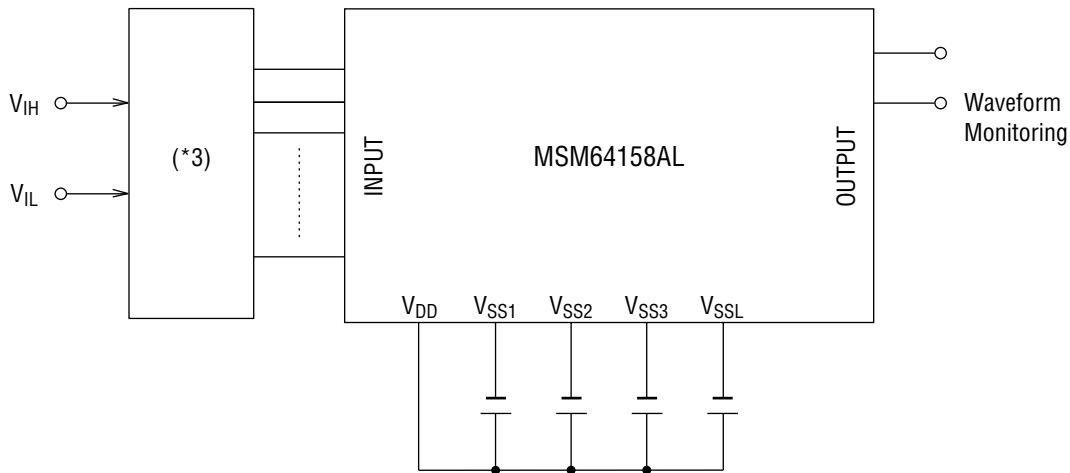 V_IH
V_IL
(*3)
INPUT
MSM64158AL
OUTPUT
Waveform
Monitoring
V_DD
V_SS1
V_SS2
V_SS3
V_SSL